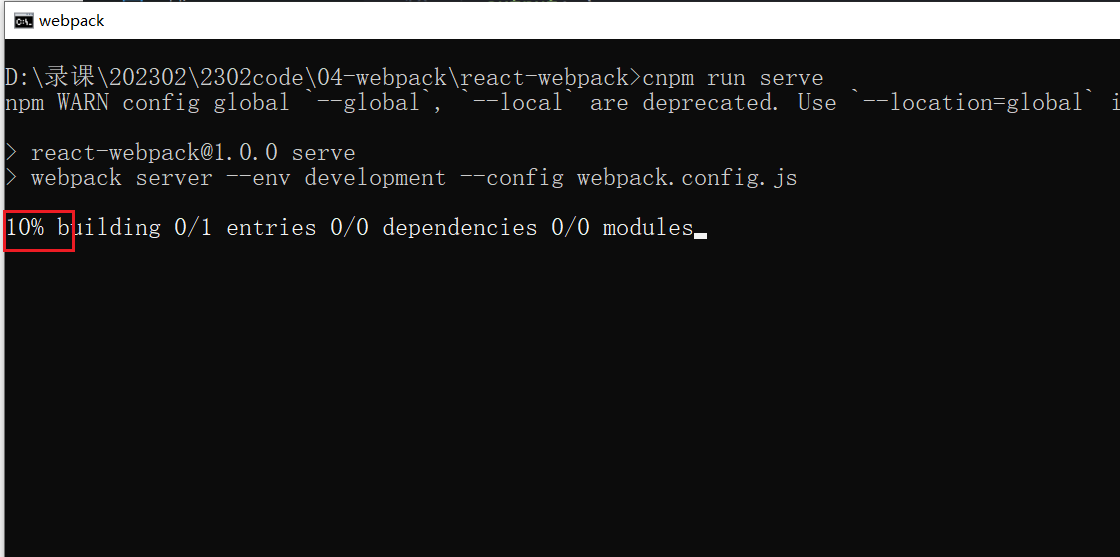 webpack
D:\录课\202302\2302code\04-webpack\react-webpack>cnpm run serve
npm WARN config global `--global`, `--local` are deprecated. Use `--location=global` i
> react-webpack@1.0.0 serve
> webpack server --env development --config webpack.config.js
10% building 0/1 entries 0/0 dependencies 0/0 modules